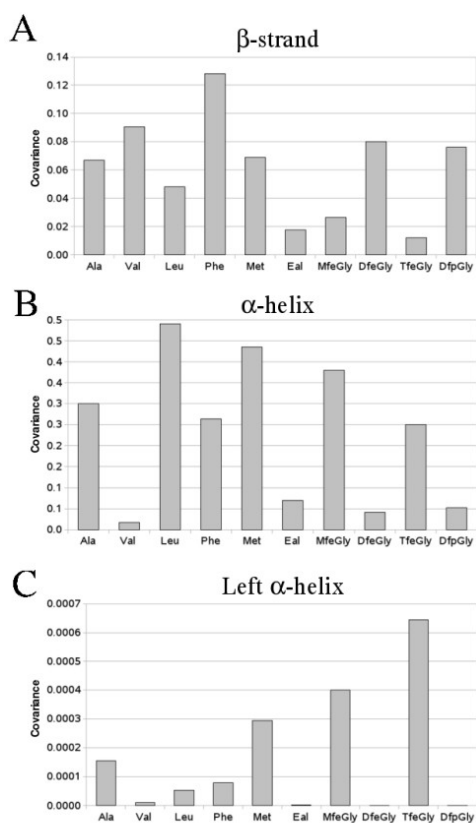 A
β-strand
0.14
0.12
0.10
0.08
0.06
0.04
0.02
0.00
Covariance
Ala Val Leu Phe Met Eal MfeGly DfeGly TfeGly DfpGly
B
α-helix
0.5
0.4
0.4
0.3
0.3
0.2
0.2
0.1
0.1
0.0
Covariance
Ala Val Leu Phe Met Eal MfeGly DfeGly TfeGly DfpGly
C
Left α-helix
0.0007
0.0006
0.0005
0.0004
0.0003
0.0002
0.0001
0.0000
Covariance
Ala Val Leu Phe Met Eal MfeGly DfeGly TfeGly DfpGly